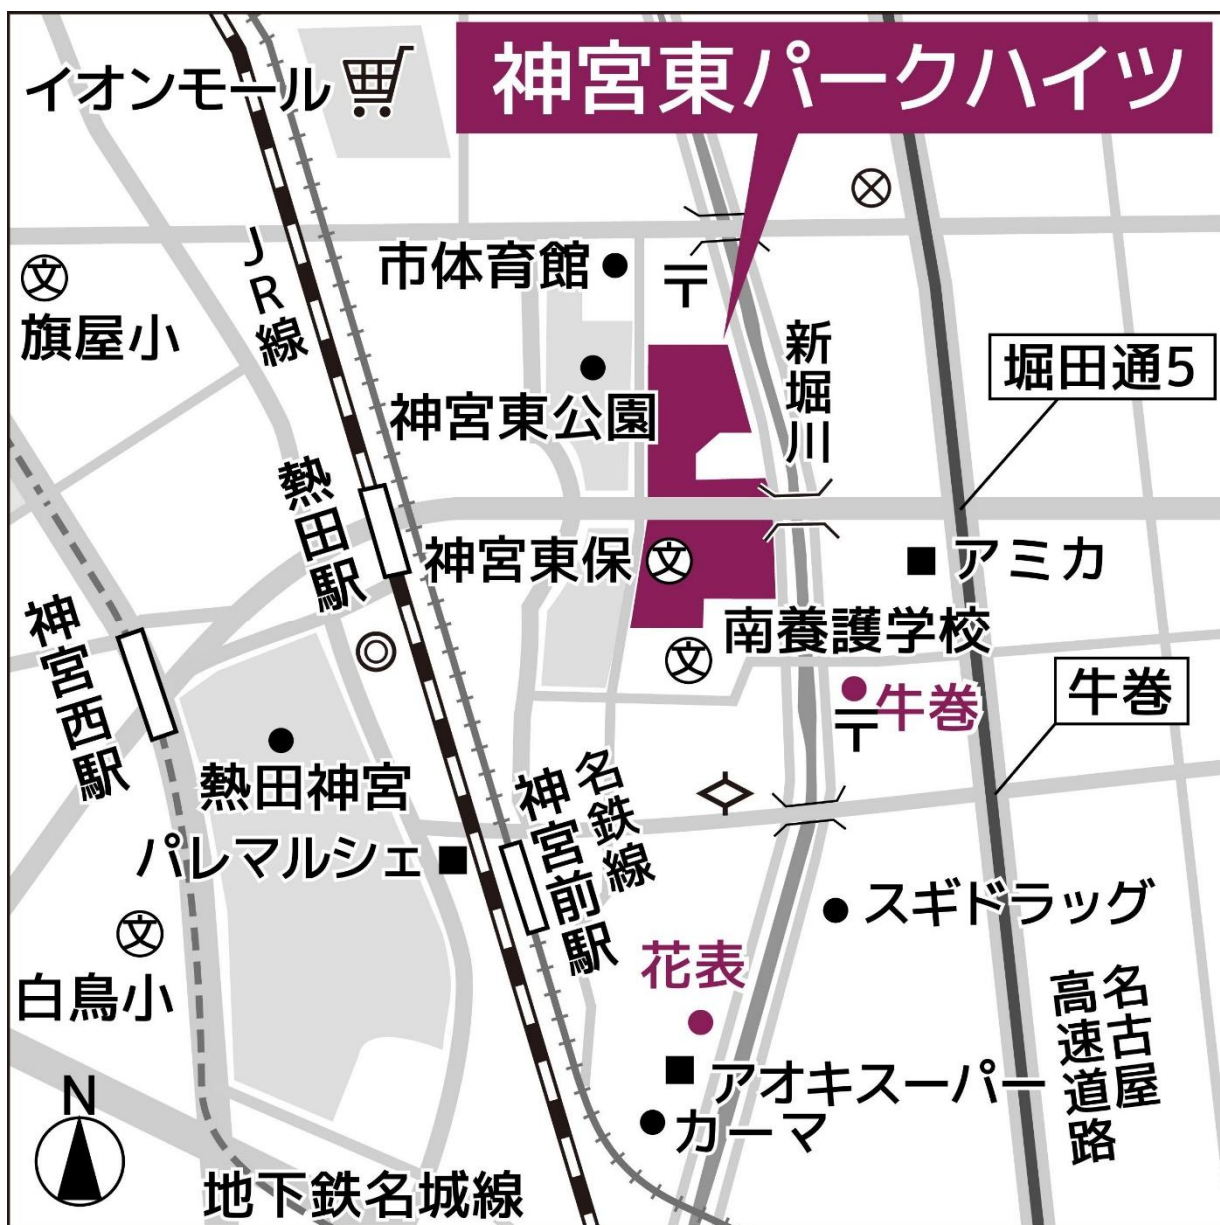 神宮東パークハイツ
イオンモール
JR線
市体育館
〒
文
旗屋小
新堀川
堀田通5
神宮東公園
熱田駅
神宮東保
文
アミカ
神宮西駅
文
南養護学校
牛巻
〒
牛巻
熱田神宮
名鉄線
神宮前駅
パレマルシェ
スギドラッグ
文
白鳥小
花表
名古屋
高速道路
アオキスーパー
カーマ
N
地下鉄名城線